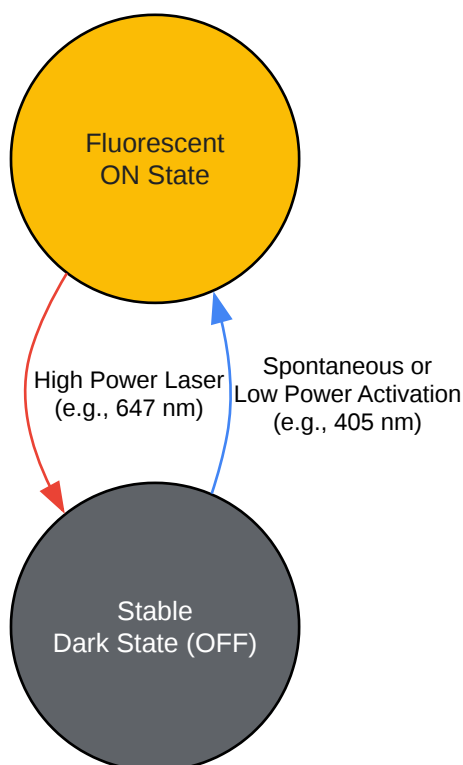 Fluorescent
ON State
High Power Laser
(e.g., 647 nm)
Spontaneous or
Low Power Activation
(e.g., 405 nm)
Stable
Dark State (OFF)